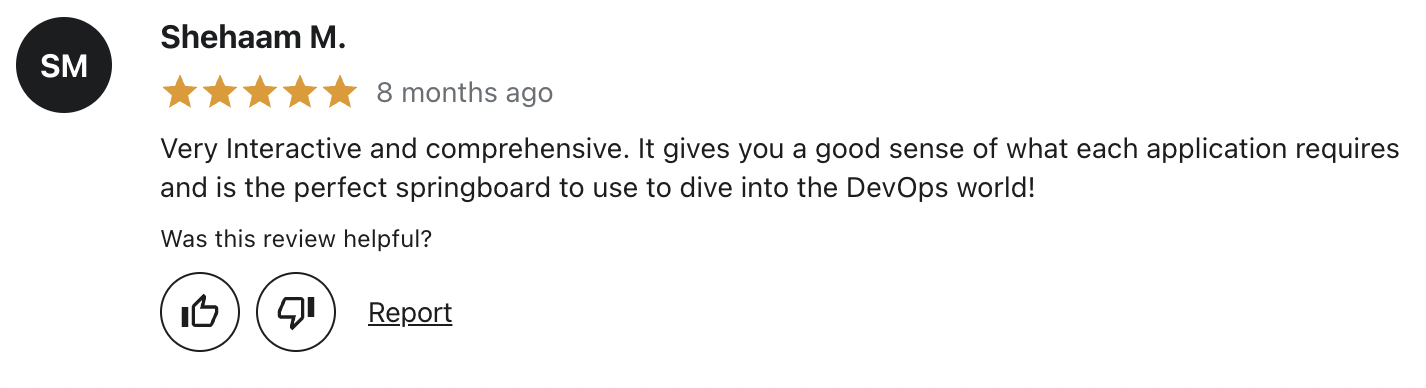 SM
Shehaam M.
8 months ago
Very Interactive and comprehensive. It gives you a good sense of what each application requires
and is the perfect springboard to use to dive into the DevOps world!
Was this review helpful?
Report